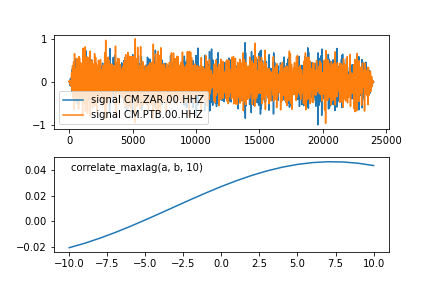 1
0
−1
signal CM.ZAR.00.HHZ
signal CM.PTB.00.HHZ
0 5000 10000 15000 20000 25000
correlate_maxlag(a, b, 10)
0.04
0.02
0.00
−0.02
−10.0 −7.5 −5.0 −2.5 0.0 2.5 5.0 7.5 10.0